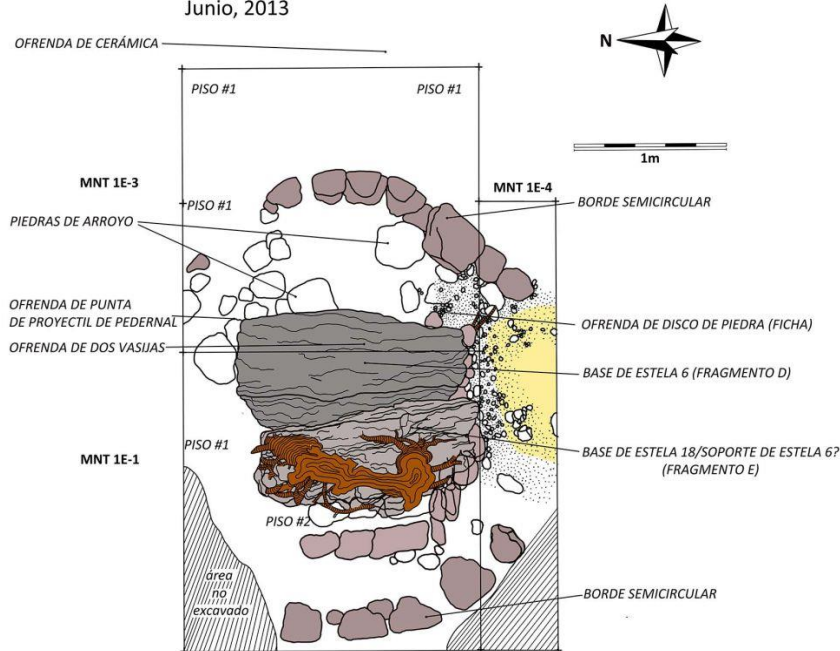 Junio, 2013
OFRENDA DE CERÁMICA
N
PISO #1
PISO #1
1m
MNT 1E-3
MNT 1E-4
PISO #1
BORDE SEMICIRCULAR
PIEDRAS DE ARROYO
OFRENDA DE PUNTA
DE PROYECTIL DE PEDERNAL
OFRENDA DE DISCO DE PIEDRA (FICHA)
OFRENDA DE DOS VASIJAS
BASE DE ESTELA 6 (FRAGMENTO D)
PISO #1
MNT 1E-1
BASE DE ESTELA 18/SOPORTE DE ESTELA 6?
(FRAGMENTO E)
PISO #2
área
no
excavado
BORDE SEMICIRCULAR